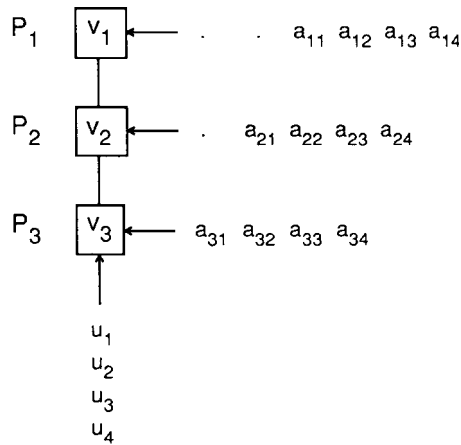 P₁ v₁ . . a₁₁ a₁₂ a₁₃ a₁₄
P₂ v₂ . a₂₁ a₂₂ a₂₃ a₂₄
P₃ v₃ a₃₁ a₃₂ a₃₃ a₃₄
u₁
u₂
u₃
u₄